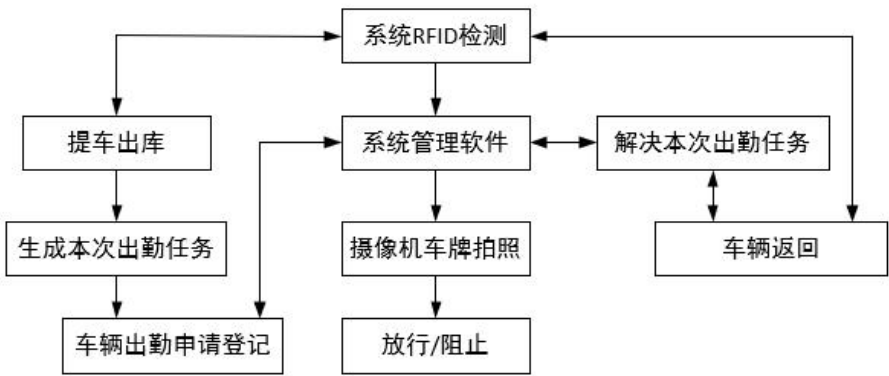 系统RFID检测
提车出库
系统管理软件
解决本次出勤任务
生成本次出勤任务
摄像机车牌拍照
车辆返回
车辆出勤申请登记
放行/阻止